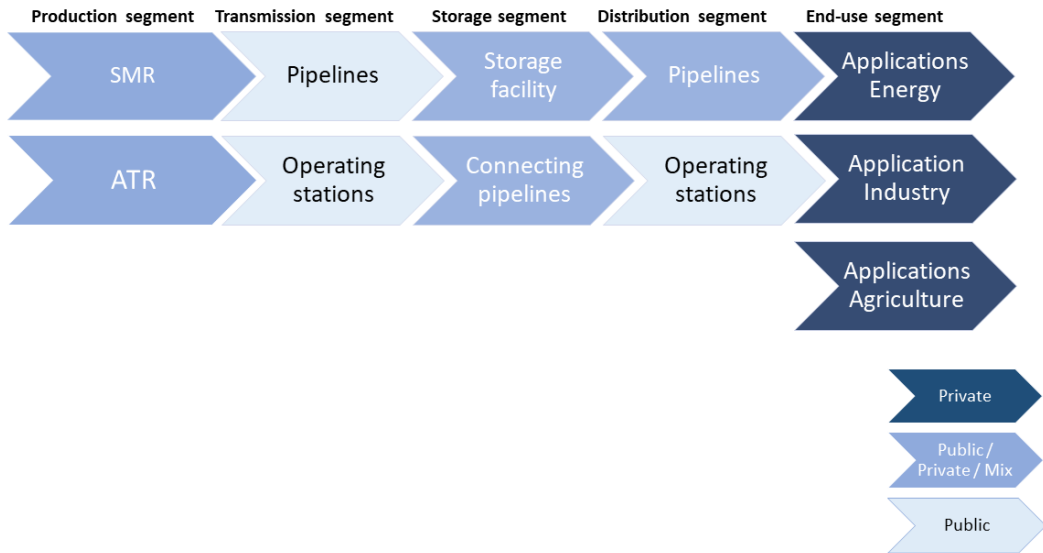 Production segment
Transmission segment
Storage segment
Distribution segment
End-use segment
SMR
Pipelines
Storage
facility
Pipelines
Applications
Energy
ATR
Operating
stations
Connecting
pipelines
Operating
stations
Application
Industry
Applications
Agriculture
Private
Public /
Private / Mix
Public